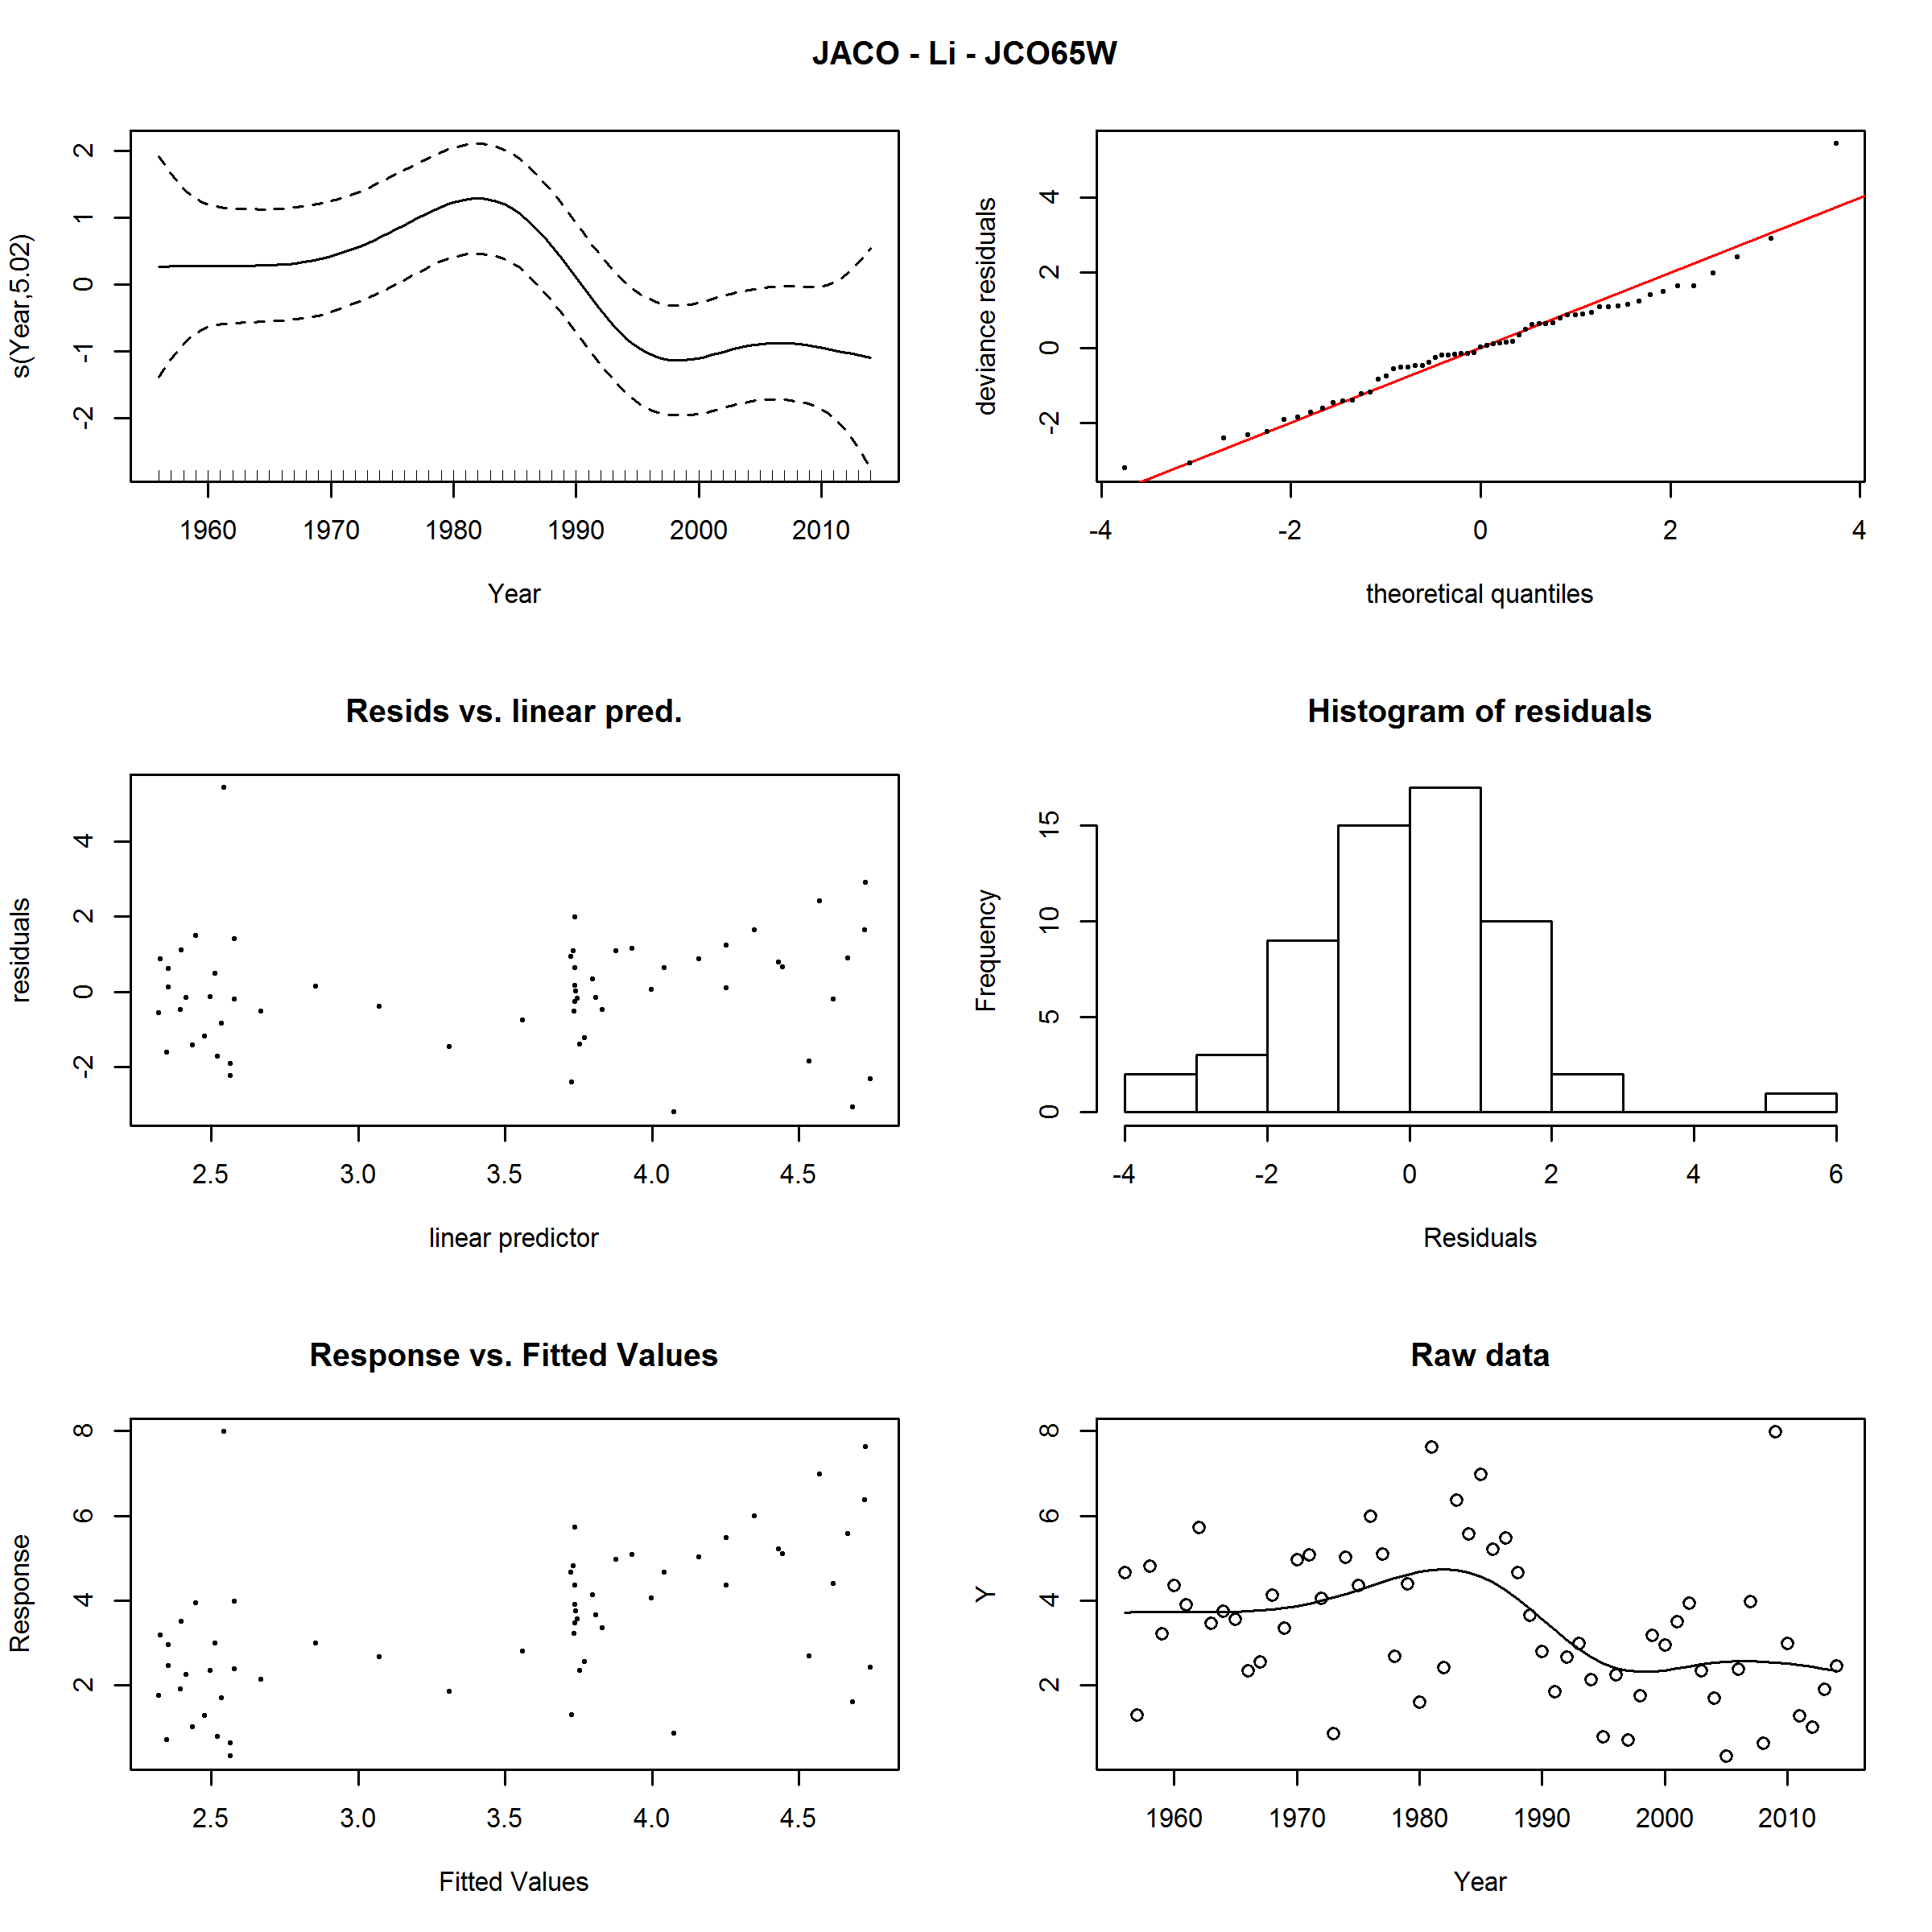 JACO - Li - JCO65W
s(Year,5.02)
2
1
0
-1
-2
1960 1970 1980 1990 2000 2010
Year
deviance residuals
4
2
0
-2
-4 -2 0 2 4
theoretical quantiles
Resids vs. linear pred.
residuals
4
2
0
-2
2.5 3.0 3.5 4.0 4.5
linear predictor
Histogram of residuals
Frequency
15
10
5
0
-4 -2 0 2 4 6
Residuals
Response vs. Fitted Values
Response
8
6
4
2
2.5 3.0 3.5 4.0 4.5
Fitted Values
Raw data
Y
8
6
4
2
1960 1970 1980 1990 2000 2010
Year